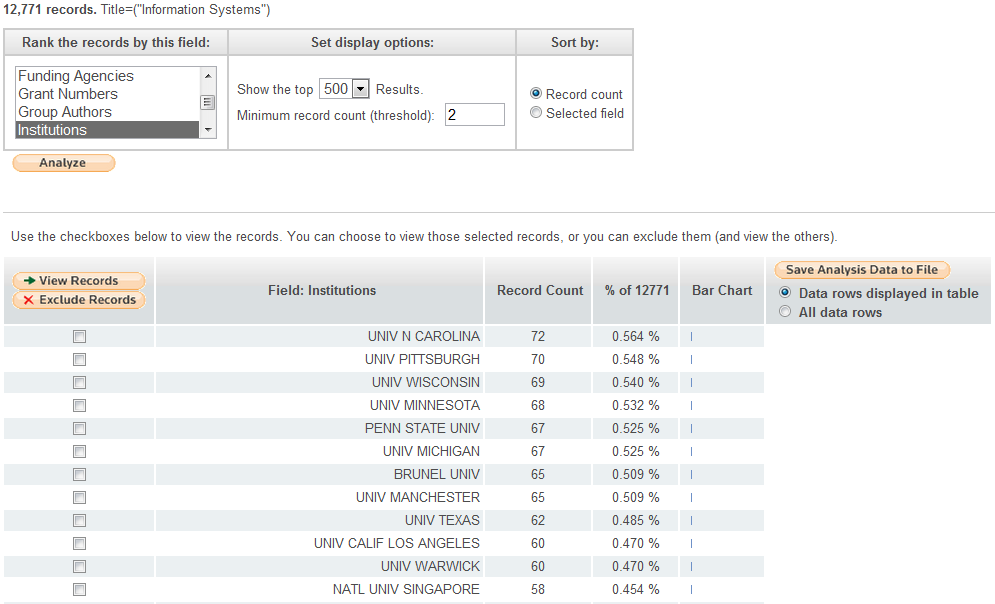 12,771 records. Title=("Information Systems")
Rank the records by this field: Set display options: Sort by:
Funding Agencies
Grant Numbers
Group Authors
Institutions
Show the top 500 Results.
Minimum record count (threshold): 2
Record count
Selected field
Analyze
Use the checkboxes below to view the records. You can choose to view those selected records, or you can exclude them (and view the others).
View Records
Exclude Records
Field: Institutions Record Count % of 12771 Bar Chart
Save Analysis Data to File
Data rows displayed in table
All data rows
UNIV N CAROLINA 72 0.564 %
UNIV PITTSBURGH 70 0.548 %
UNIV WISCONSIN 69 0.540 %
UNIV MINNESOTA 68 0.532 %
PENN STATE UNIV 67 0.525 %
UNIV MICHIGAN 67 0.525 %
BRUNEL UNIV 65 0.509 %
UNIV MANCHESTER 65 0.509 %
UNIV TEXAS 62 0.485 %
UNIV CALIF LOS ANGELES 60 0.470 %
UNIV WARWICK 60 0.470 %
NATL UNIV SINGAPORE 58 0.454 %